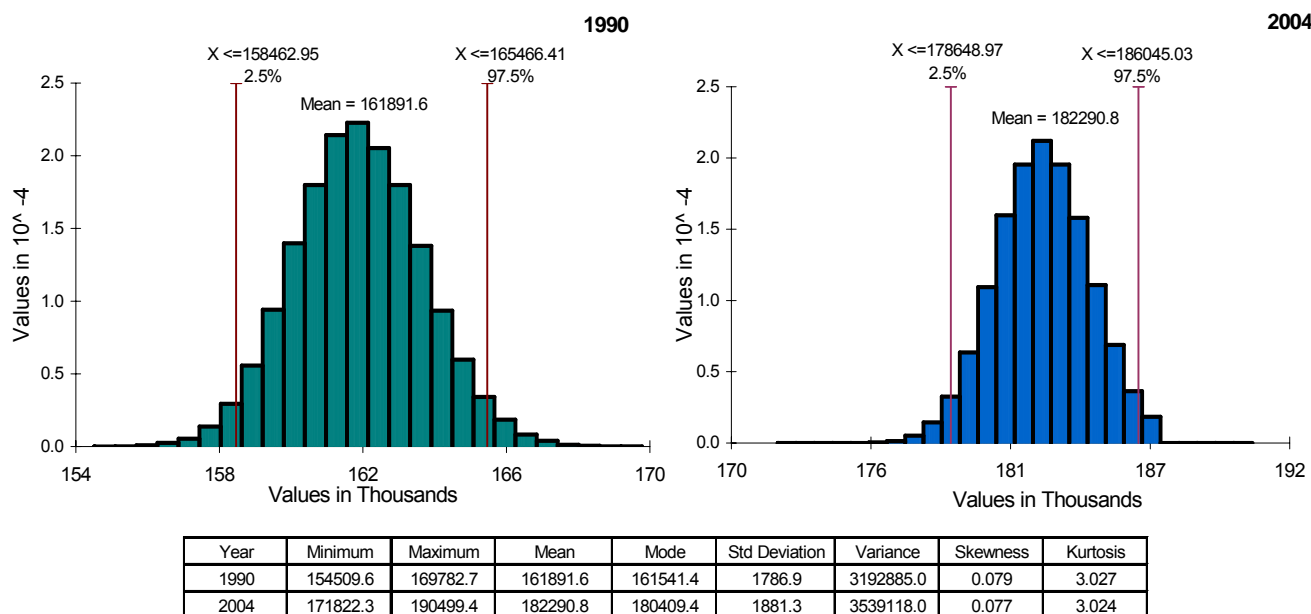 1990
X <=158462.95
2.5%
X <=165466.41
97.5%
Mean = 161891.6
Values in 10^ -4
2.5
2.0
1.5
1.0
0.5
0.0
154 158 162 166 170
Values in Thousands
2004
X <=178648.97
2.5%
X <=186045.03
97.5%
Mean = 182290.8
Values in 10^ -4
2.5
2.0
1.5
1.0
0.5
0.0
170 176 181 187 192
Values in Thousands
Year Minimum Maximum Mean Mode Std Deviation Variance Skewness Kurtosis
1990 154509.6 169782.7 161891.6 161541.4 1786.9 3192885.0 0.079 3.027
2004 171822.3 190499.4 182290.8 180409.4 1881.3 3539118.0 0.077 3.024